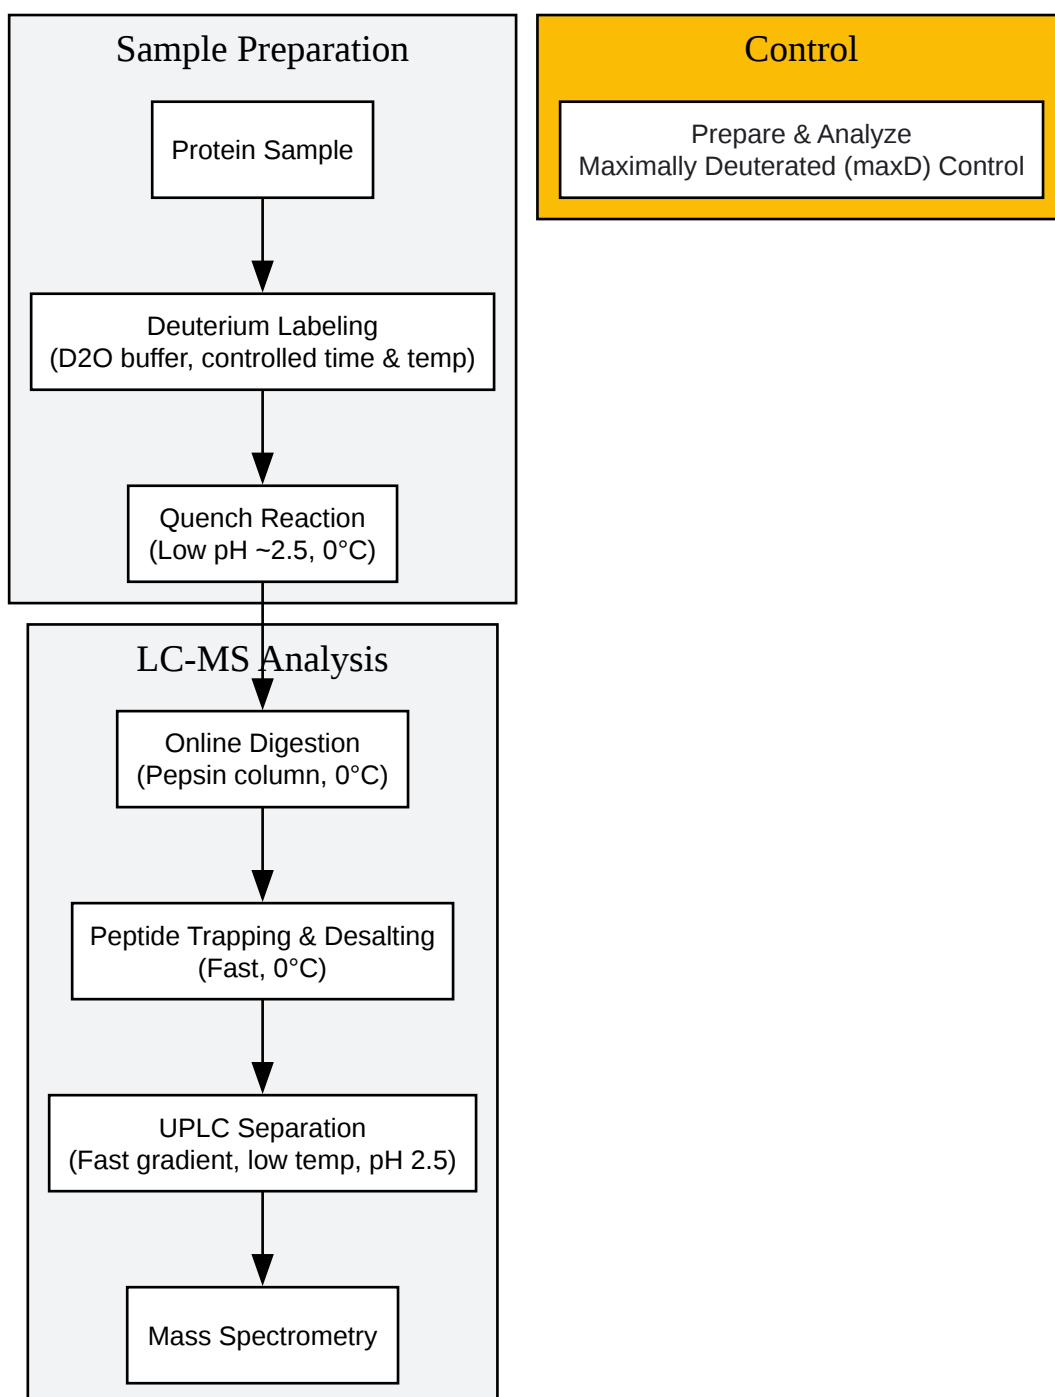 Sample Preparation
Protein Sample
Deuterium Labeling
(D2O buffer, controlled time & temp)
Quench Reaction
(Low pH ~2.5, 0°C)
LC-MS Analysis
Online Digestion
(Pepsin column, 0°C)
Peptide Trapping & Desalting
(Fast, 0°C)
UPLC Separation
(Fast gradient, low temp, pH 2.5)
Mass Spectrometry
Control
Prepare & Analyze
Maximally Deuterated (maxD) Control